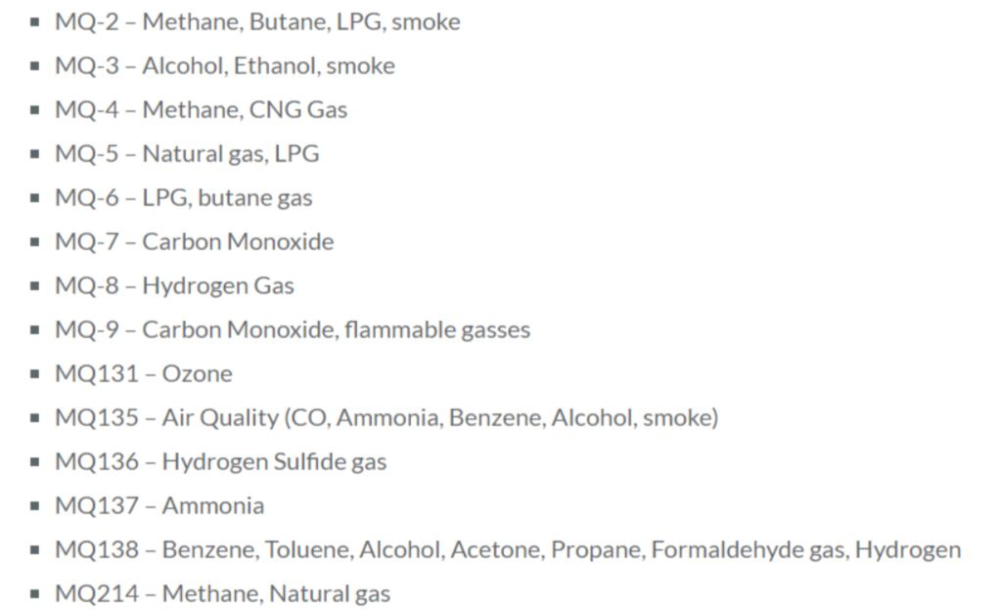 ▪ MQ-2 – Methane, Butane, LPG, smoke
▪ MQ-3 – Alcohol, Ethanol, smoke
▪ MQ-4 – Methane, CNG Gas
▪ MQ-5 – Natural gas, LPG
▪ MQ-6 – LPG, butane gas
▪ MQ-7 – Carbon Monoxide
▪ MQ-8 – Hydrogen Gas
▪ MQ-9 – Carbon Monoxide, flammable gasses
▪ MQ131 – Ozone
▪ MQ135 – Air Quality (CO, Ammonia, Benzene, Alcohol, smoke)
▪ MQ136 – Hydrogen Sulfide gas
▪ MQ137 – Ammonia
▪ MQ138 – Benzene, Toluene, Alcohol, Acetone, Propane, Formaldehyde gas, Hydrogen
▪ MQ214 – Methane, Natural gas